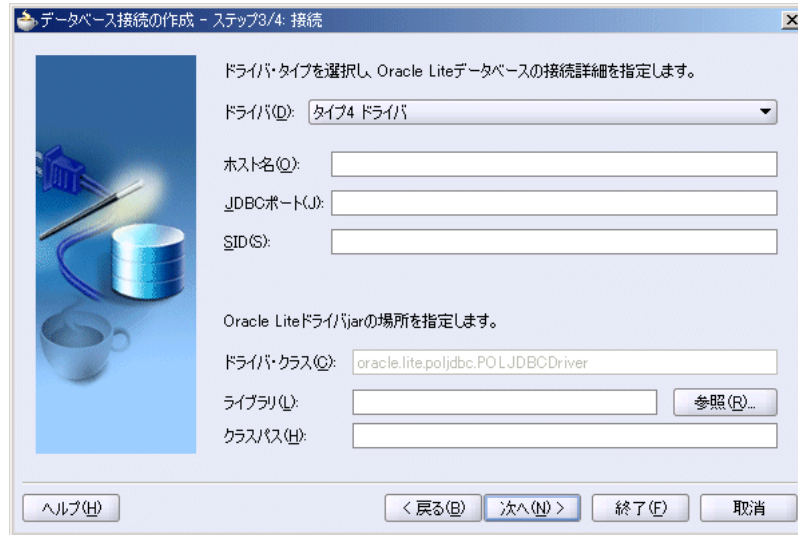 データベース接続の作成 - ステップ3/4: 接続
ドライバ・タイプを選択し、Oracle Liteデータベースの接続詳細を指定します。
ドライバ(D): タイプ4 ドライバ
ホスト名(O):
JDBCポート(J):
SID(S):
Oracle Liteドライバjarの場所を指定します。
ドライバ・クラス(C): oracle.lite.poljdbc.POLJDBCDriver
ライブラリ(L): 参照(R)...
クラスパス(H):
ヘルプ(H) < 戻る(B) 次へ(N) > 終了(F) 取消